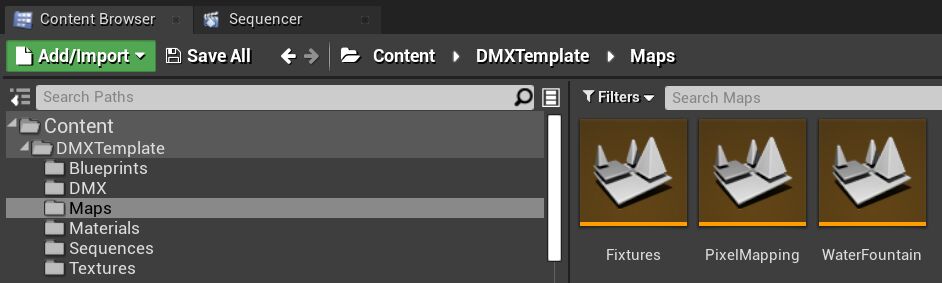 Content Browser
Sequencer
Add/Import
Save All
Content
DMXTemplate
Maps
Search Paths
Filters
Search Maps
Content
DMXTemplate
Blueprints
DMX
Maps
Materials
Sequences
Textures
Fixtures
PixelMapping
WaterFountain